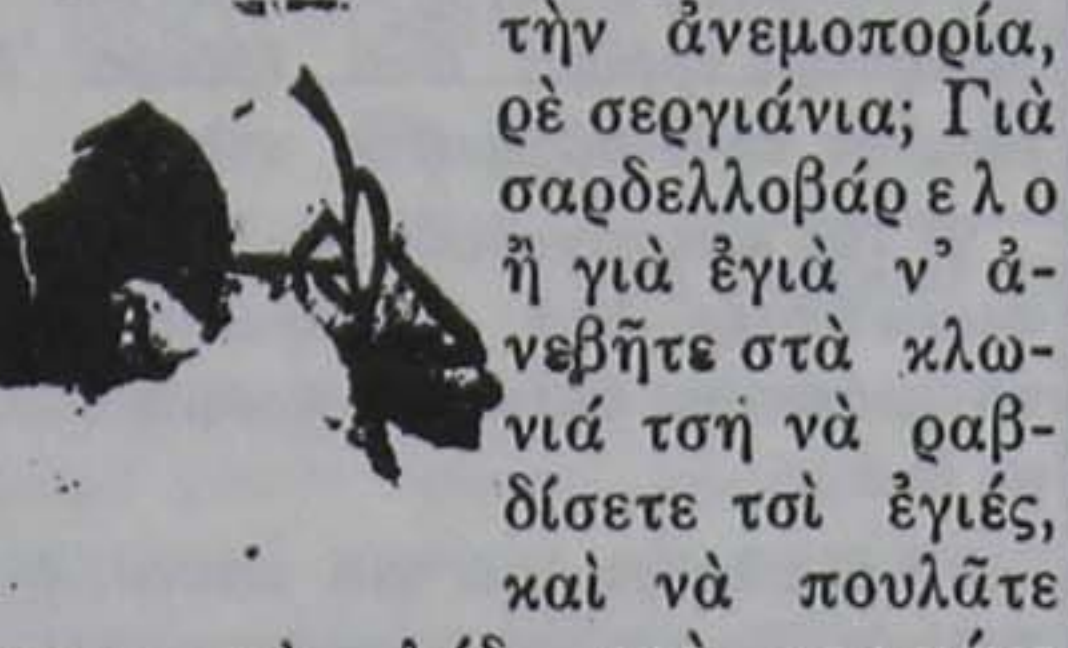 τὴν ἀνεμοπορία,
ρὲ σεργιάνια; Γιὰ
σαρδελλοβάρ ε λ ο
ἢ γιὰ ἐγιὰ ν’ ἀ-
νεβῆτε στὰ κλω-
νιά τσή νὰ ραβ-
δίσετε τσὶ ἐγιές,
καὶ νὰ πουλᾶτε